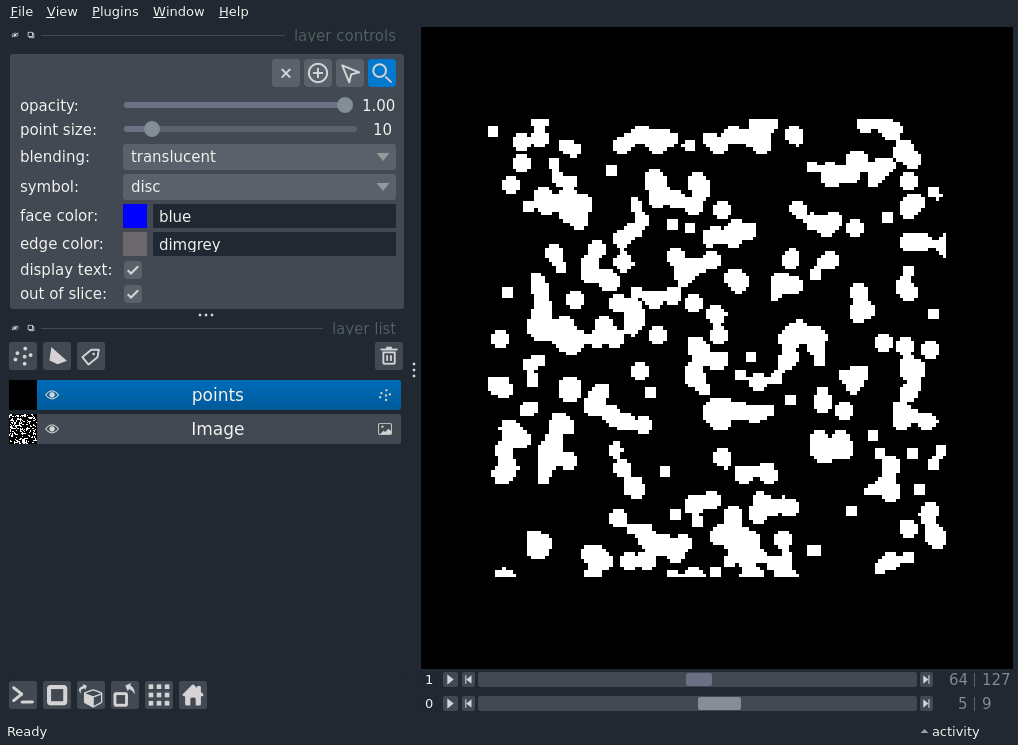 File View Plugins Window Help
layer controls
opacity: 1.00
point size: 10
blending: translucent
symbol: disc
face color: blue
edge color: dimgrey
display text:
out of slice:
layer list
points
Image
1 64 | 127
0 5 | 9
Ready activity